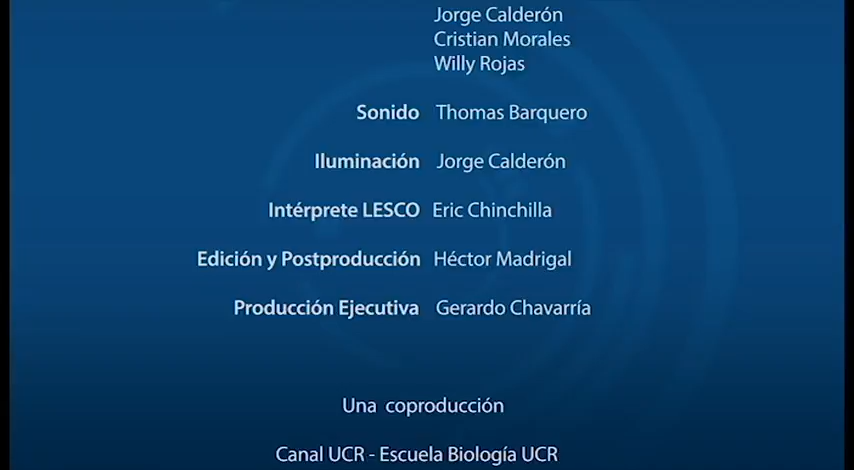 Jorge Calderón
Cristian Morales
Willy Rojas
Sonido Thomas Barquero
Iluminación Jorge Calderón
Intérprete LESCO Eric Chinchilla
Edición y Postproducción Héctor Madrigal
Producción Ejecutiva Gerardo Chavarría
Una coproducción
Canal UCR - Escuela Biología UCR